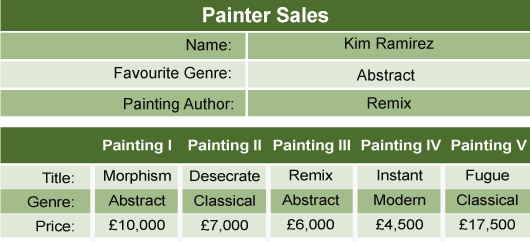 Painter Sales
Name: Kim Ramirez
Favourite Genre: Abstract
Painting Author: Remix
Painting I Painting II Painting III Painting IV Painting V
Title: Morphism Desecrate Remix Instant Fugue
Genre: Abstract Classical Abstract Modern Classical
Price: £10,000 £7,000 £6,000 £4,500 £17,500